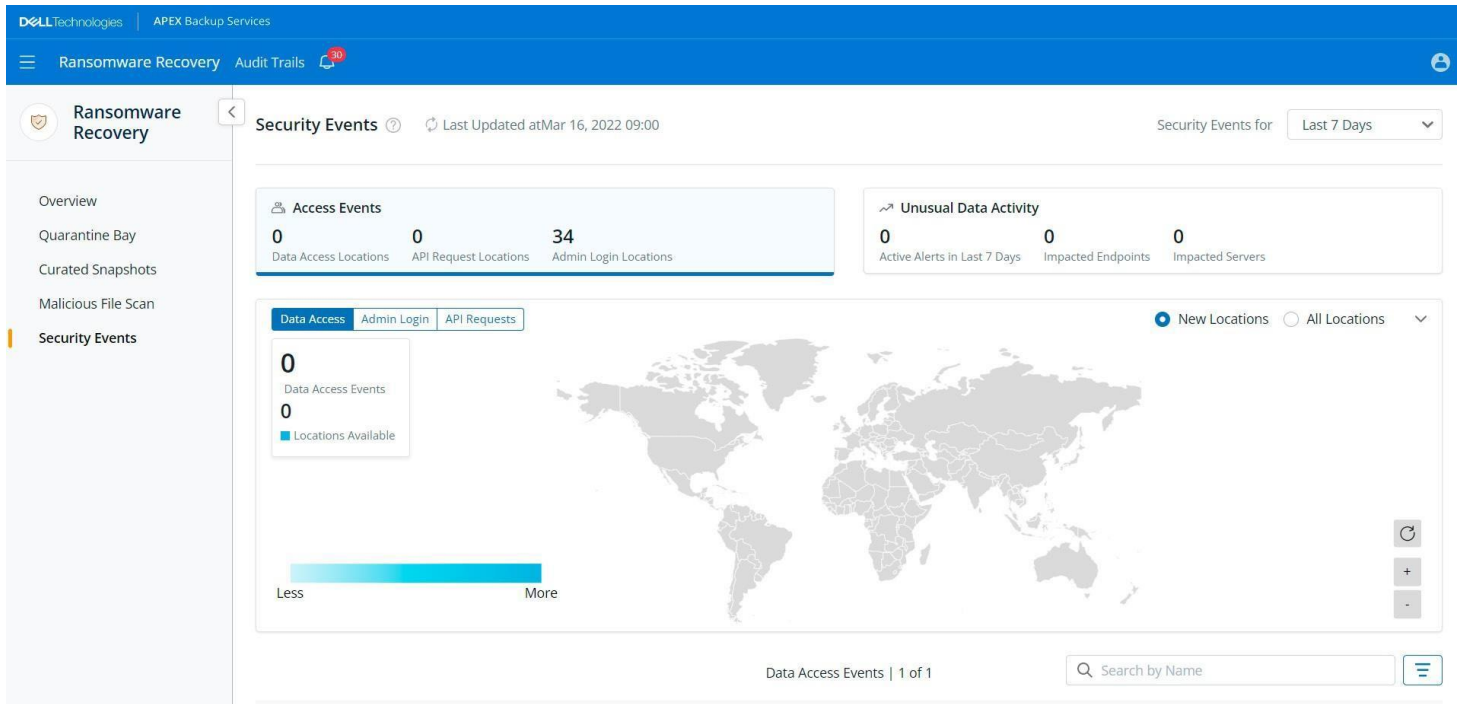 DELLTechnologies APEX Backup Services
Ransomware Recovery Audit Trails 30
Ransomware
Recovery
Overview
Quarantine Bay
Curated Snapshots
Malicious File Scan
Security Events
Security Events ? Last Updated atMar 16, 2022 09:00 Security Events for Last 7 Days
Access Events
0 0 34
Data Access Locations API Request Locations Admin Login Locations
Unusual Data Activity
0 0 0
Active Alerts in Last 7 Days Impacted Endpoints Impacted Servers
Data Access Admin Login API Requests New Locations All Locations
0
Data Access Events
0
Locations Available
Less More
+
-
Data Access Events | 1 of 1 Search by Name